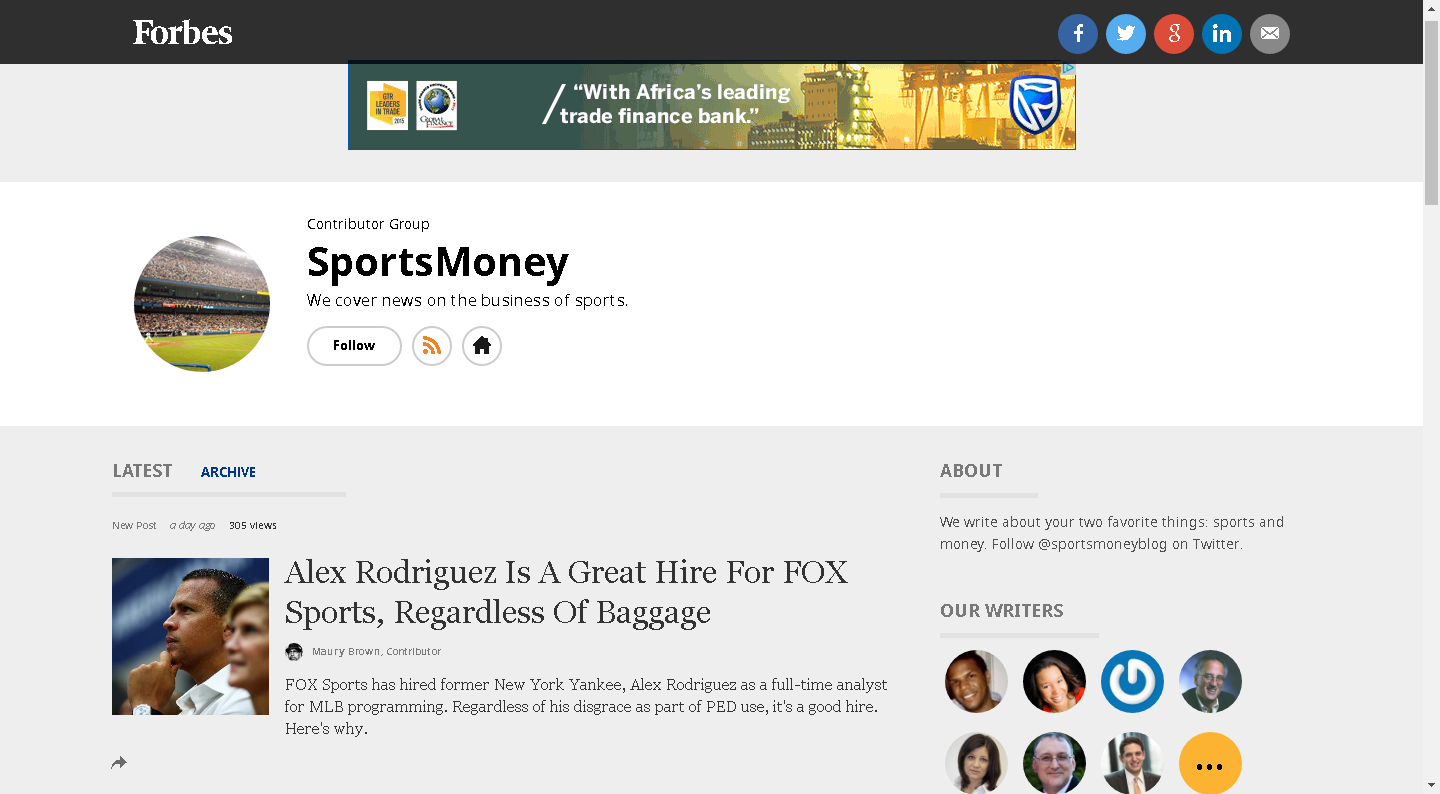 Forbes
GTR
LEADERS
IN TRADE
2015
GLOBAL
FINANCE
“With Africa’s leading
trade finance bank.”
Contributor Group
SportsMoney
We cover news on the business of sports.
Follow
LATEST ARCHIVE
New Post a day ago 305 views
Alex Rodriguez Is A Great Hire For FOX
Sports, Regardless Of Baggage
Maury Brown, Contributor
FOX Sports has hired former New York Yankee, Alex Rodriguez as a full-time analyst
for MLB programming. Regardless of his disgrace as part of PED use, it's a good hire.
Here's why.
ABOUT
We write about your two favorite things: sports and
money. Follow @sportsmoneyblog on Twitter.
OUR WRITERS